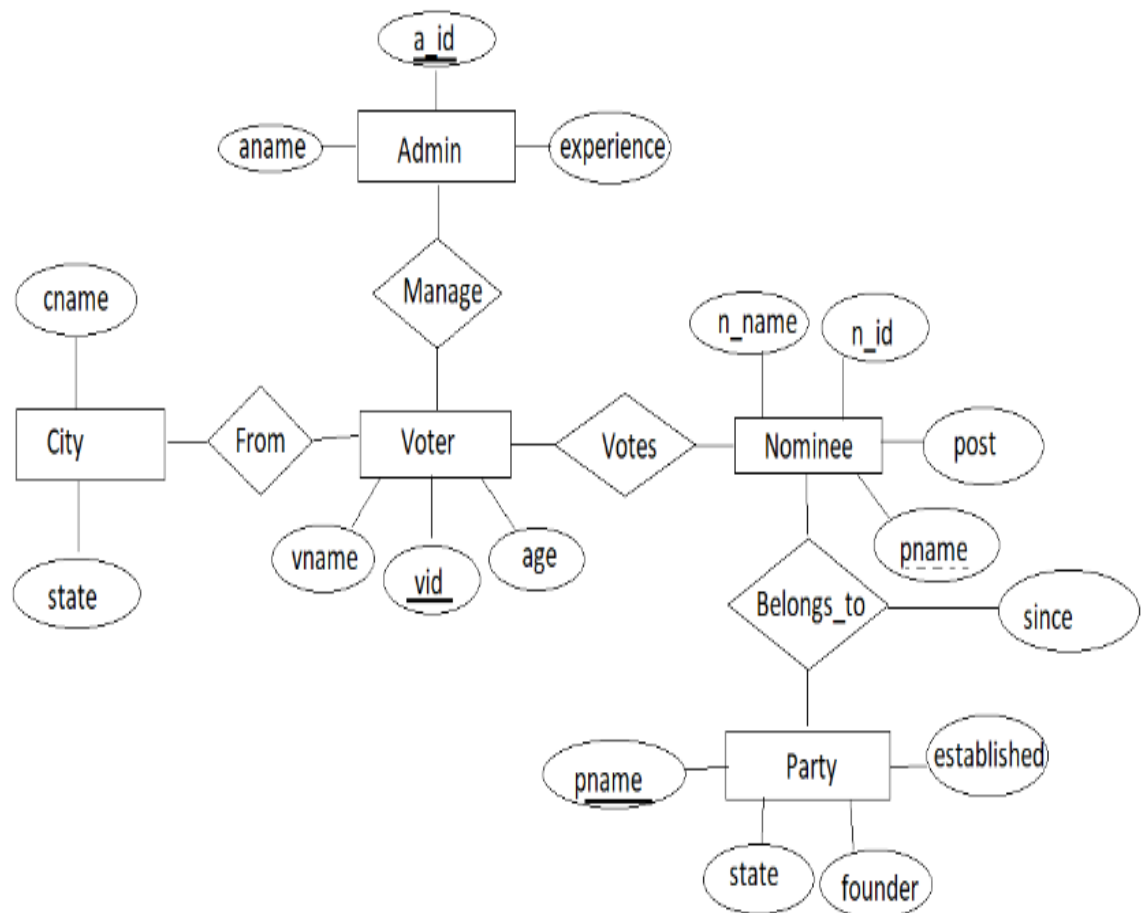 a_id
aname
Admin
experience
cname
Manage
n_name
n_id
City
From
Voter
Votes
Nominee
post
vname
vid
age
pname
state
Belongs_to
since
pname
Party
established
state
founder